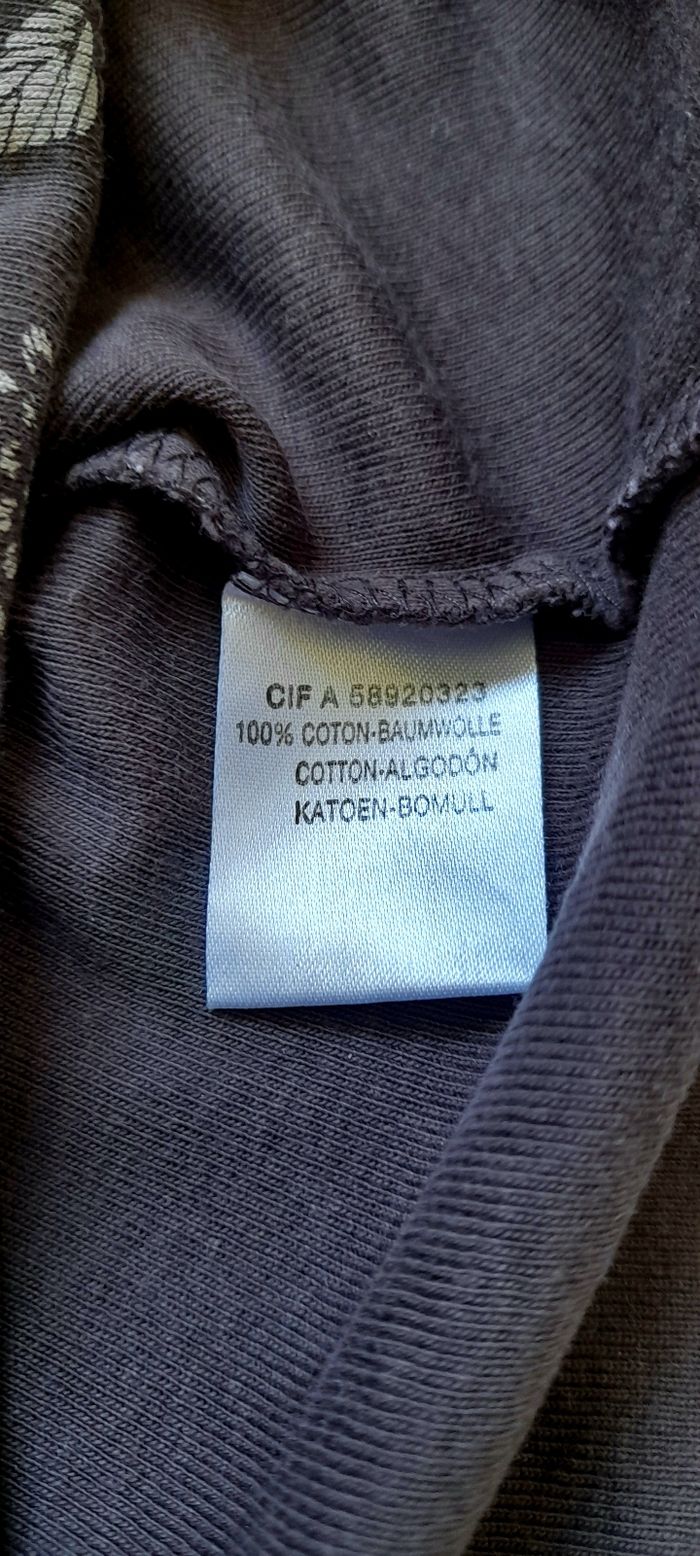 CIF A 58920323
100% COTON-BAUMWOLLE
COTTON-ALGODÓN
KATOEN-BOMULL